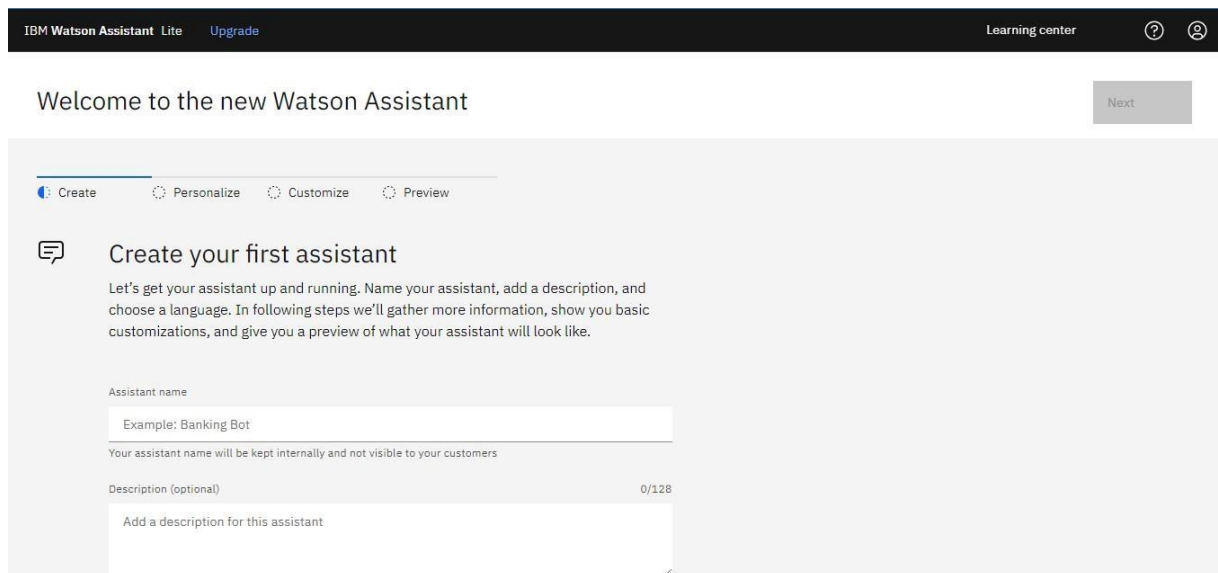 IBM Watson Assistant Lite Upgrade Learning center
Welcome to the new Watson Assistant
Next
Create Personalize Customize Preview
Create your first assistant
Let’s get your assistant up and running. Name your assistant, add a description, and
choose a language. In following steps we’ll gather more information, show you basic
customizations, and give you a preview of what your assistant will look like.
Assistant name
Example: Banking Bot
Your assistant name will be kept internally and not visible to your customers
Description (optional) 0/128
Add a description for this assistant